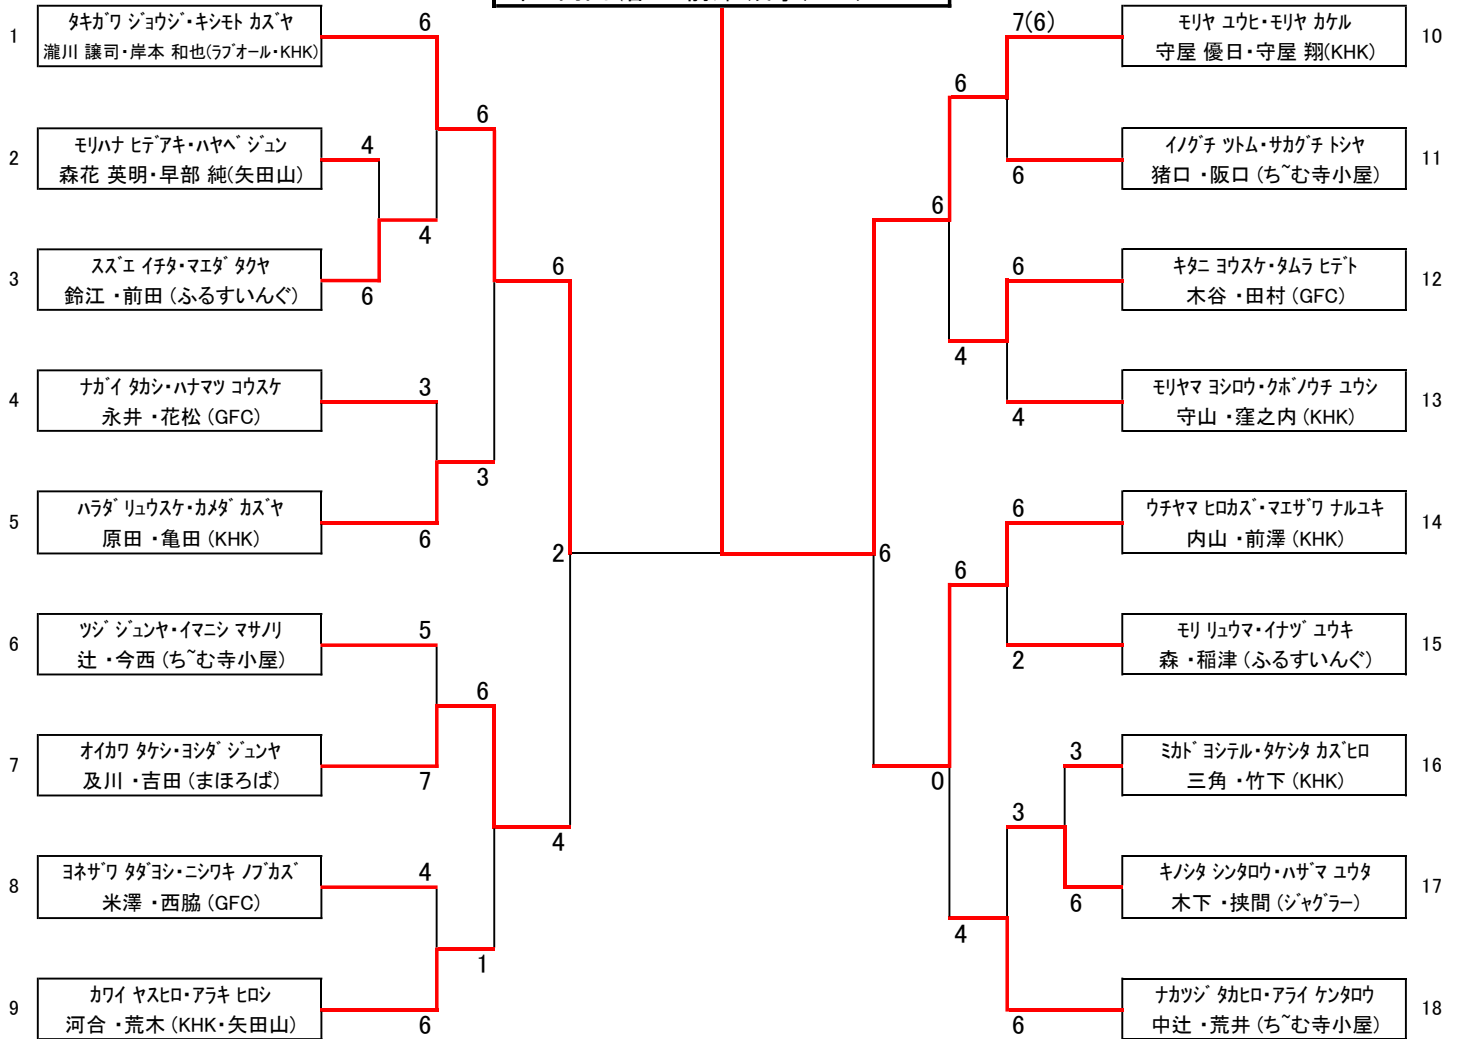 1
ﾀｷｶﾞﾜ ｼﾞｮｳｼﾞ・ｷｼﾓﾄ ｶｽﾞﾔ
瀧川 譲司・岸本 和也(ﾗﾌﾞｵｰﾙ・KHK)
6
2
ﾓﾘﾊﾅ ﾋﾃﾞｱｷ・ﾊﾔﾍﾞ ｼﾞｭﾝ
森花 英明・早部 純(矢田山)
4
6
4
3
ｽｽﾞｴ ｲﾁﾀ・ﾏｴﾀﾞ ﾀｸﾔ
鈴江 ・前田 (ふるすいんぐ)
6
6
4
ﾅｶﾞｲ ﾀｶｼ・ﾊﾅﾏﾂ ｺｳｽｹ
永井 ・花松 (GFC)
3
3
5
ﾊﾗﾀﾞ ﾘｭｳｽｹ・ｶﾒﾀﾞ ｶｽﾞﾔ
原田 ・亀田 (KHK)
6
2
6
ﾂｼﾞ ｼﾞｭﾝﾔ・ｲﾏﾆｼ ﾏｻﾉﾘ
辻 ・今西 (ち~む寺小屋)
5
6
7
ｵｲｶﾜ ﾀｹｼ・ﾖｼﾀﾞ ｼﾞｭﾝﾔ
及川 ・吉田 (まほろば)
7
4
8
ﾖﾈｻﾞﾜ ﾀﾀﾞﾖｼ・ﾆｼﾜｷ ﾉﾌﾞｶｽﾞ
米澤 ・西脇 (GFC)
4
1
9
ｶﾜｲ ﾔｽﾋﾛ・ｱﾗｷ ﾋﾛｼ
河合 ・荒木 (KHK・矢田山)
6
7(6)
ﾓﾘﾔ ﾕｳﾋ・ﾓﾘﾔ ｶｹﾙ
守屋 優日・守屋 翔(KHK)
10
6
ｲﾉｸﾞﾁ ﾂﾄﾑ・ｻｶｸﾞﾁ ﾄｼﾔ
猪口 ・阪口 (ち~む寺小屋)
11
6
6
6
ｷﾀﾆ ﾖｳｽｹ・ﾀﾑﾗ ﾋﾃﾞﾄ
木谷 ・田村 (GFC)
12
4
ﾓﾘﾔﾏ ﾖｼﾛｳ・ｸﾎﾞﾉｳﾁ ﾕｳｼ
守山 ・窪之内 (KHK)
13
4
6
6
ｳﾁﾔﾏ ﾋﾛｶｽﾞ・ﾏｴｻﾞﾜ ﾅﾙﾕｷ
内山 ・前澤 (KHK)
14
6
ﾓﾘ ﾘｭｳﾏ・ｲﾅﾂﾞ ﾕｳｷ
森 ・稲津 (ふるすいんぐ)
15
2
3
ﾐｶﾄﾞ ﾖｼﾃﾙ・ﾀｹｼﾀ ｶｽﾞﾋﾛ
三角 ・竹下 (KHK)
16
0
3
ｷﾉｼﾀ ｼﾝﾀﾛｳ・ﾊｻﾞﾏ ﾕｳﾀ
木下 ・挟間 (ｼﾞｬｸﾞﾗｰ)
17
6
4
ﾅｶﾂｼﾞ ﾀｶﾋﾛ・ｱﾗｲ ｹﾝﾀﾛｳ
中辻 ・荒井 (ち~む寺小屋)
18
6